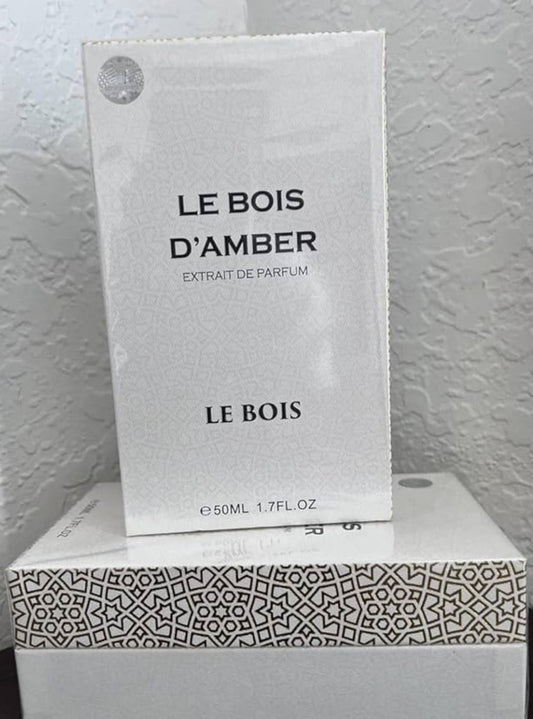 LE BOIS
D'AMBER
EXTRAIT DE PARFUM
LE BOIS
℮50ML 1.7FL.OZ